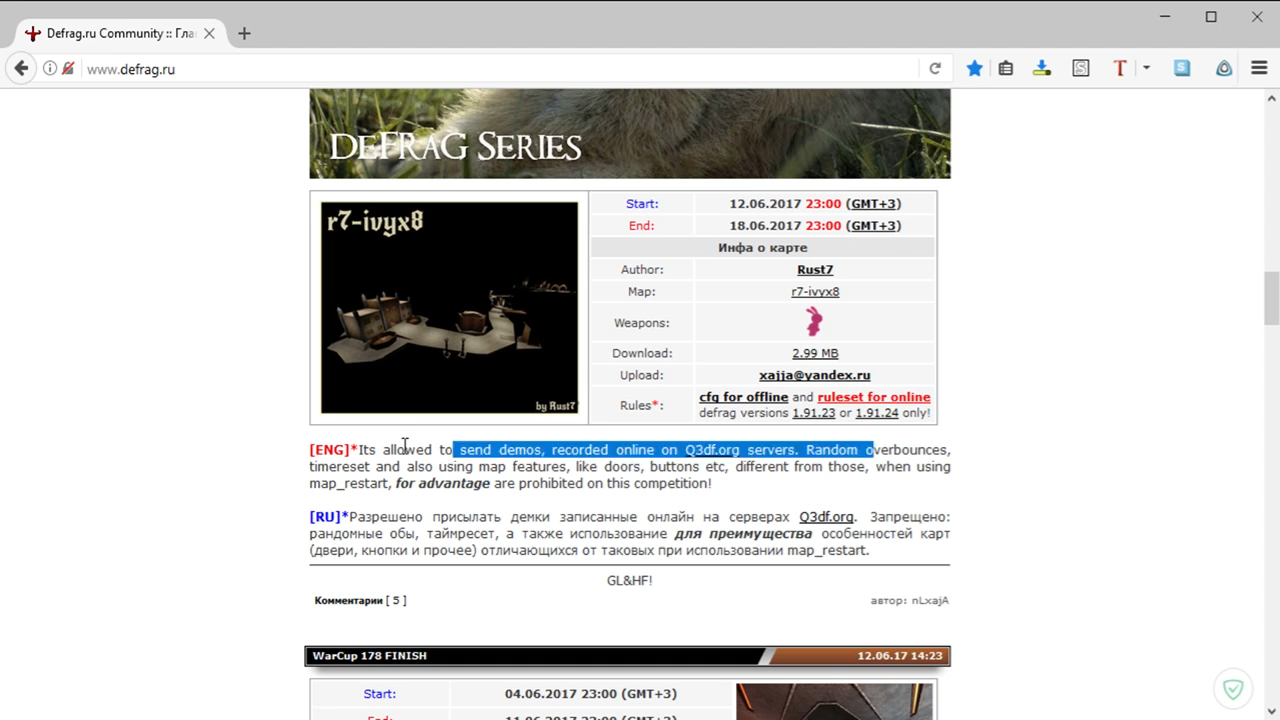 Defrag.ru Community :: Гла
www.defrag.ru
DeFRaG Series
r7-ivyx8
by Rust7
Start: 12.06.2017 23:00 (GMT+3)
End: 18.06.2017 23:00 (GMT+3)
Инфа о карте
Author: Rust7
Map: r7-ivyx8
Weapons:
Download: 2.99 MB
Upload: xajja@yandex.ru
Rules*: cfg for offline and ruleset for online
defrag versions 1.91.23 or 1.91.24 only!
[ENG]*Its allowed to send demos, recorded online on Q3df.org servers. Random overbounces,
timereset and also using map features, like doors, buttons etc, different from those, when using
map_restart, for advantage are prohibited on this competition!
[RU]*Разрешено присылать демки записанные онлайн на серверах Q3df.org. Запрещено:
рандомные обы, таймресет, а также использование для преимущества особенностей карт
(двери, кнопки и прочее) отличающихся от таковых при использовании map_restart.
GL&HF!
Комментарии [ 5 ] автор: nLxajA
WarCup 178 FINISH 12.06.17 14:23
Start: 04.06.2017 23:00 (GMT+3)